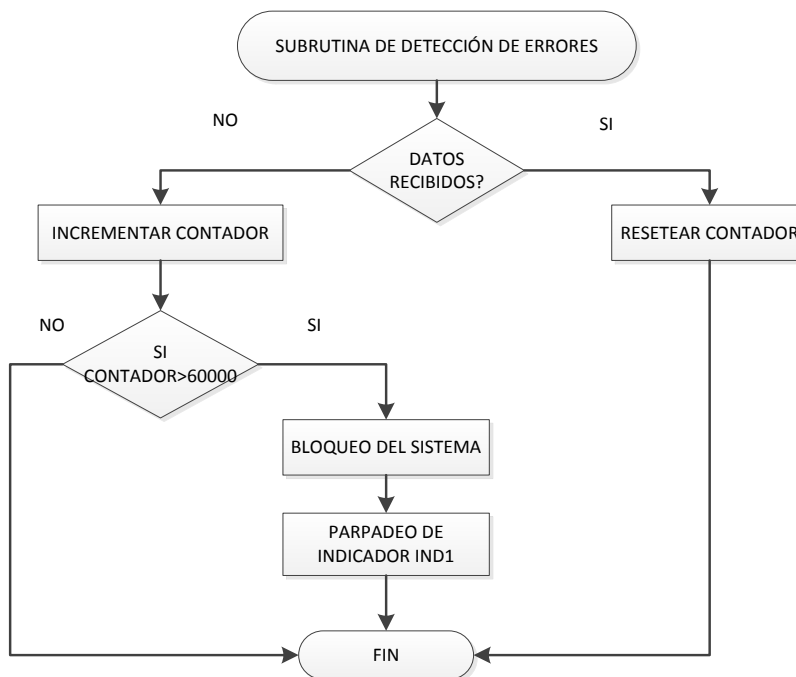 SUBRUTINA DE DETECCIÓN DE ERRORES
NO
SI
DATOS
RECIBIDOS?
INCREMENTAR CONTADOR
RESETEAR CONTADOR
NO
SI
SI
CONTADOR>60000
BLOQUEO DEL SISTEMA
PARPADEO DE
INDICADOR IND1
FIN